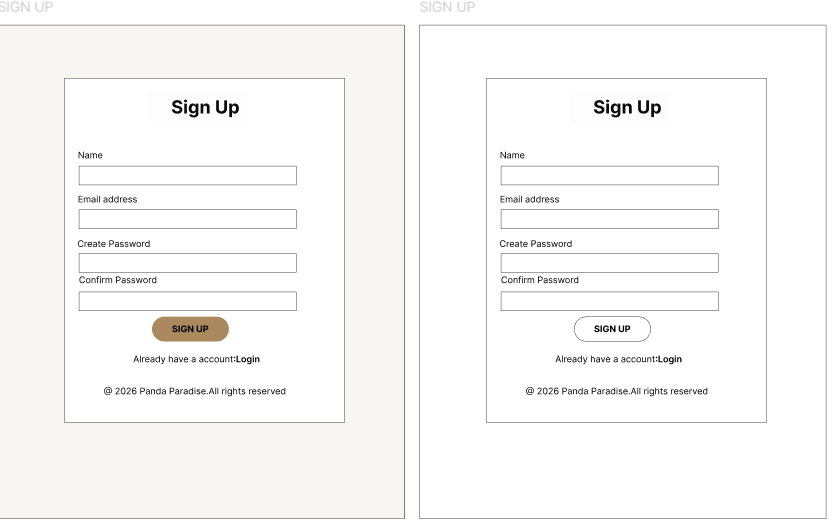 SIGN UP
Sign Up
Name
Email address
Create Password
Confirm Password
SIGN UP
Already have a account:Login
@ 2026 Panda Paradise.All rights reserved
SIGN UP
Sign Up
Name
Email address
Create Password
Confirm Password
SIGN UP
Already have a account:Login
@ 2026 Panda Paradise.All rights reserved